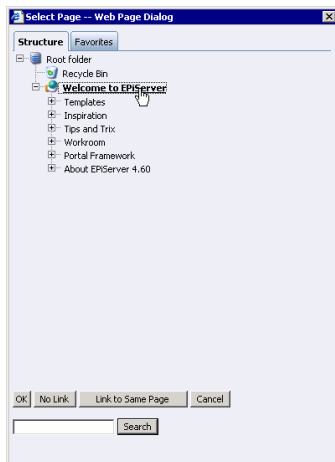 Select Page -- Web Page Dialog
Structure Favorites
Root folder
Recycle Bin
Welcome to EPiServer
Templates
Inspiration
Tips and Trix
Workroom
Portal Framework
About EPiServer 4.60
OK No Link Link to Same Page Cancel
Search